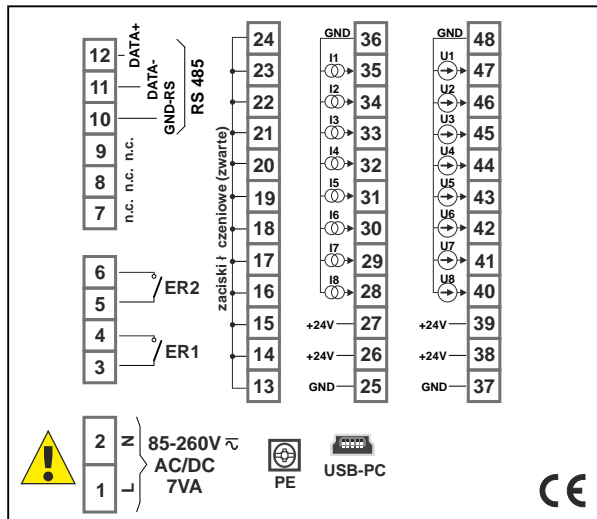 12 DATA+
11 DATA-
10 GND-RS
RS 485
9 n.c.
8 n.c.
7 n.c.
6
5
ER2
4
3
ER1
2 N
1 L
85-260V
AC/DC
7VA
zaciski ł czeniowe (zwarte)
24
23
22
21
20
19
18
17
16
15
14
13
GND 36
I1 35
I2 34
I3 33
I4 32
I5 31
I6 30
I7 29
I8 28
+24V 27
+24V 26
GND 25
GND 48
U1 47
U2 46
U3 45
U4 44
U5 43
U6 42
U7 41
U8 40
+24V 39
+24V 38
GND 37
PE
USB-PC
CE